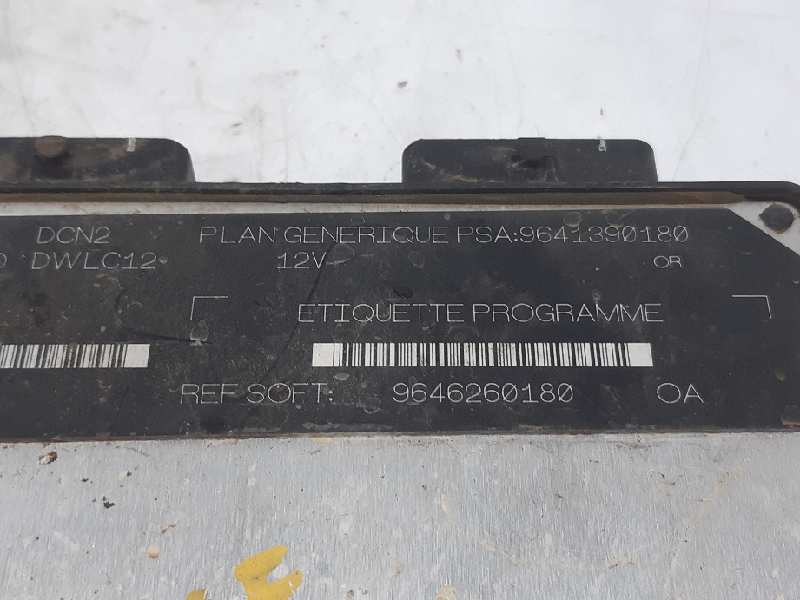 DCN2 PLAN GENERIQUE PSA:9641390180
DWLC12 12V OR
ETIQUETTE PROGRAMME
REF SOFT: 9646260180 OA